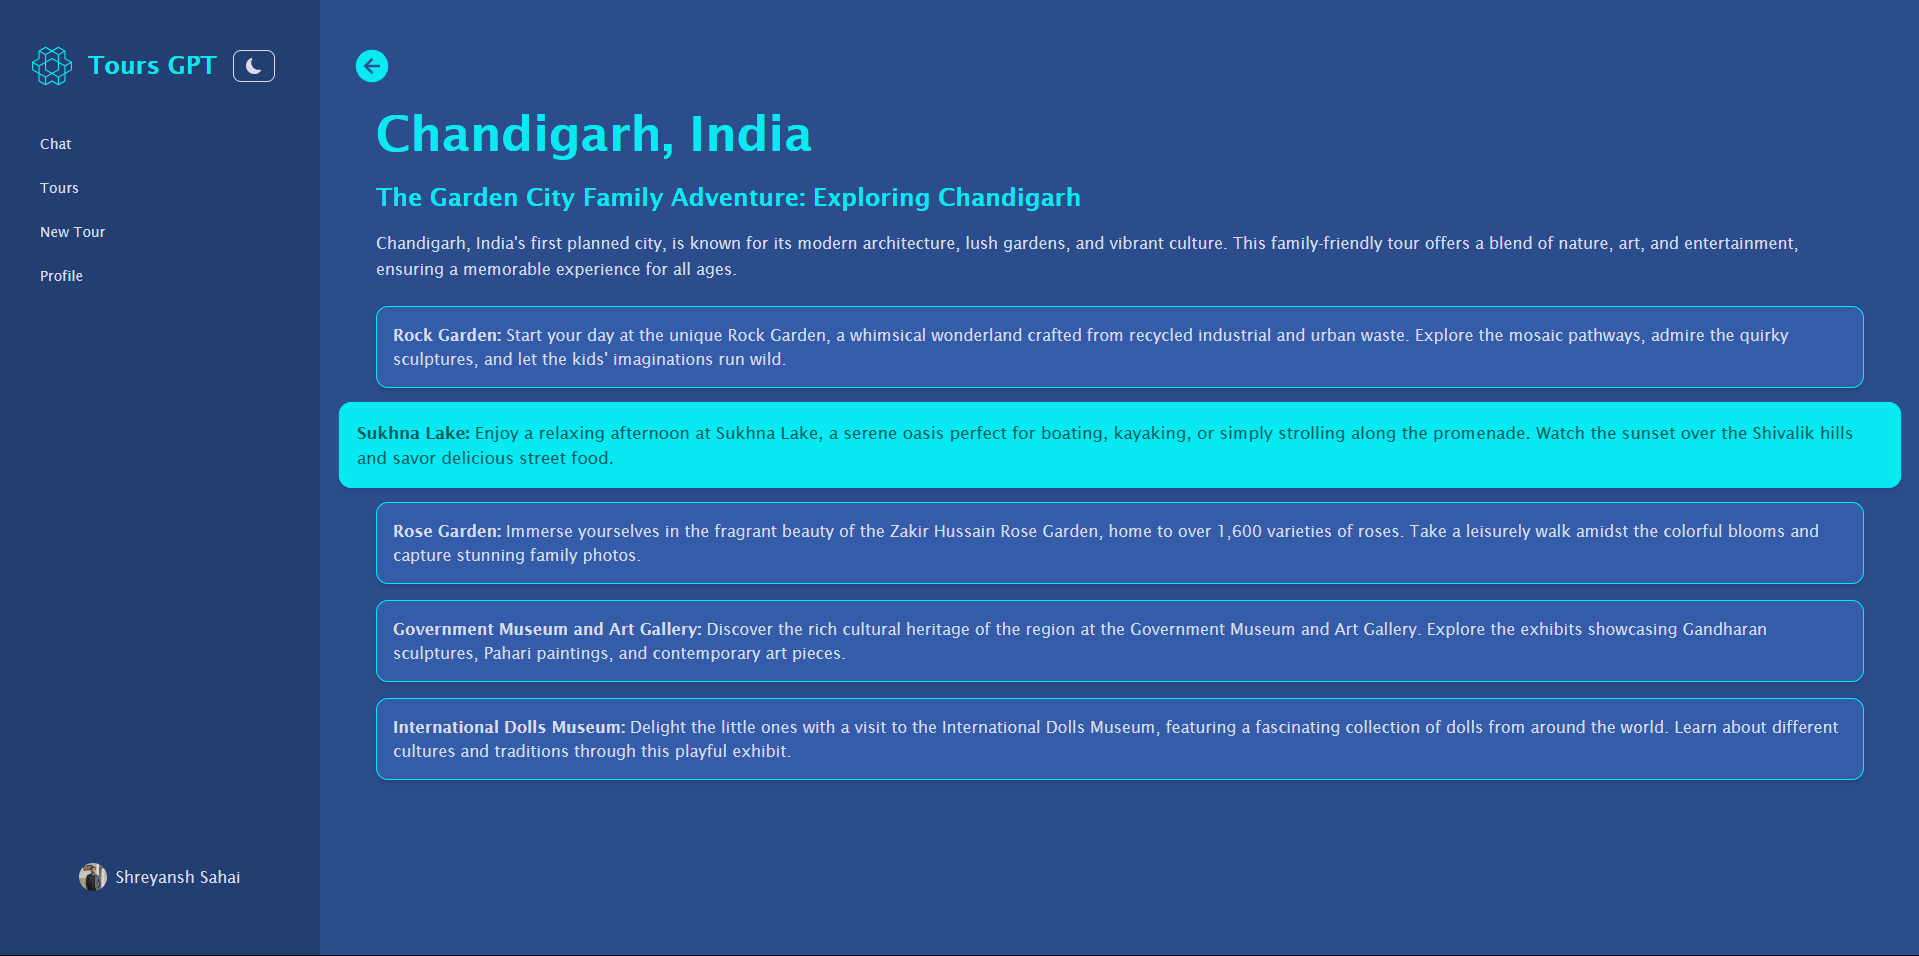 Tours GPT
Chat
Tours
New Tour
Profile
Shreyansh Sahai
Chandigarh, India
The Garden City Family Adventure: Exploring Chandigarh
Chandigarh, India's first planned city, is known for its modern architecture, lush gardens, and vibrant culture. This family-friendly tour offers a blend of nature, art, and entertainment,
ensuring a memorable experience for all ages.
Rock Garden: Start your day at the unique Rock Garden, a whimsical wonderland crafted from recycled industrial and urban waste. Explore the mosaic pathways, admire the quirky
sculptures, and let the kids' imaginations run wild.
Sukhna Lake: Enjoy a relaxing afternoon at Sukhna Lake, a serene oasis perfect for boating, kayaking, or simply strolling along the promenade. Watch the sunset over the Shivalik hills
and savor delicious street food.
Rose Garden: Immerse yourselves in the fragrant beauty of the Zakir Hussain Rose Garden, home to over 1,600 varieties of roses. Take a leisurely walk amidst the colorful blooms and
capture stunning family photos.
Government Museum and Art Gallery: Discover the rich cultural heritage of the region at the Government Museum and Art Gallery. Explore the exhibits showcasing Gandharan
sculptures, Pahari paintings, and contemporary art pieces.
International Dolls Museum: Delight the little ones with a visit to the International Dolls Museum, featuring a fascinating collection of dolls from around the world. Learn about different
cultures and traditions through this playful exhibit.